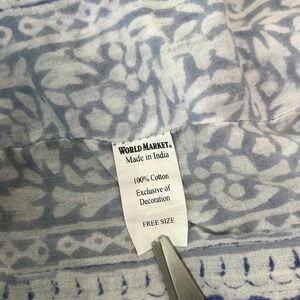 WORLD MARKET®
Made in India
100% Cotton
Exclusive of
Decoration
FREE SIZE